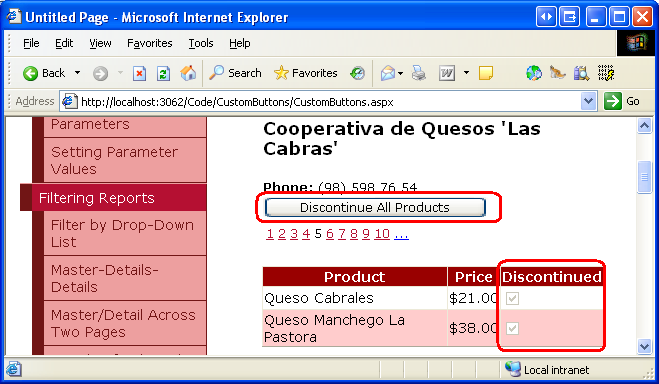 Untitled Page - Microsoft Internet Explorer
File Edit View Favorites Tools Help
Back Search Favorites
Address http://localhost:3062/Code/CustomButtons/CustomButtons.aspx Go
Parameters
Setting Parameter
Values
Filtering Reports
Filter by Drop-Down
List
Master-Details-
Details
Master/Detail Across
Two Pages
Cooperativa de Quesos 'Las
Cabras'
Phone: (98) 598 76 54
Discontinue All Products
1 2 3 4 5 6 7 8 9 10 ...
Product Price Discontinued
Queso Cabrales $21.00
Queso Manchego La
Pastora $38.00
Local intranet